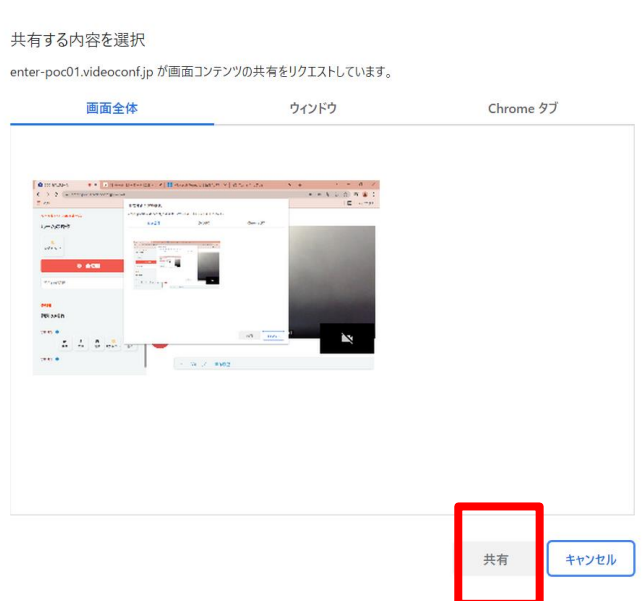 共有する内容を選択
enter-poc01.videoconf.jp が画面コンテンツの共有をリクエストしています。
画面全体 ウィンドウ Chrome タブ
共有 キャンセル